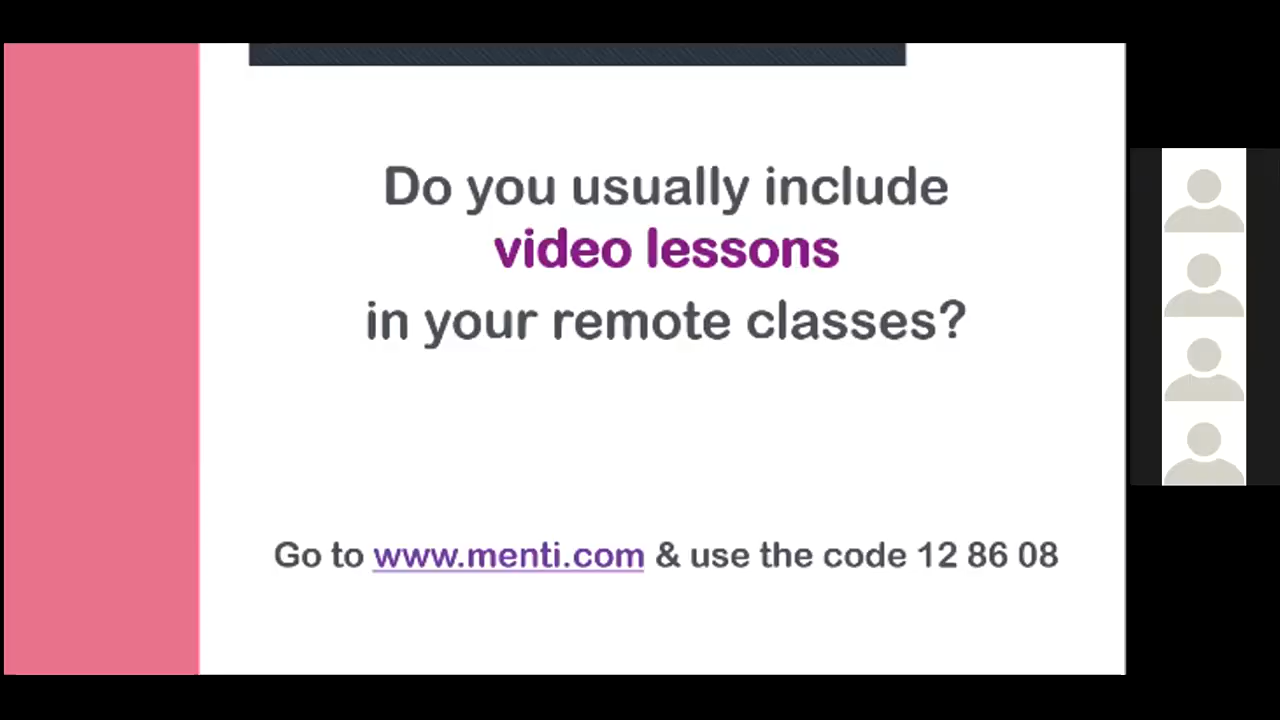 Do you usually include
video lessons
in your remote classes?
Go to www.menti.com & use the code 12 86 08